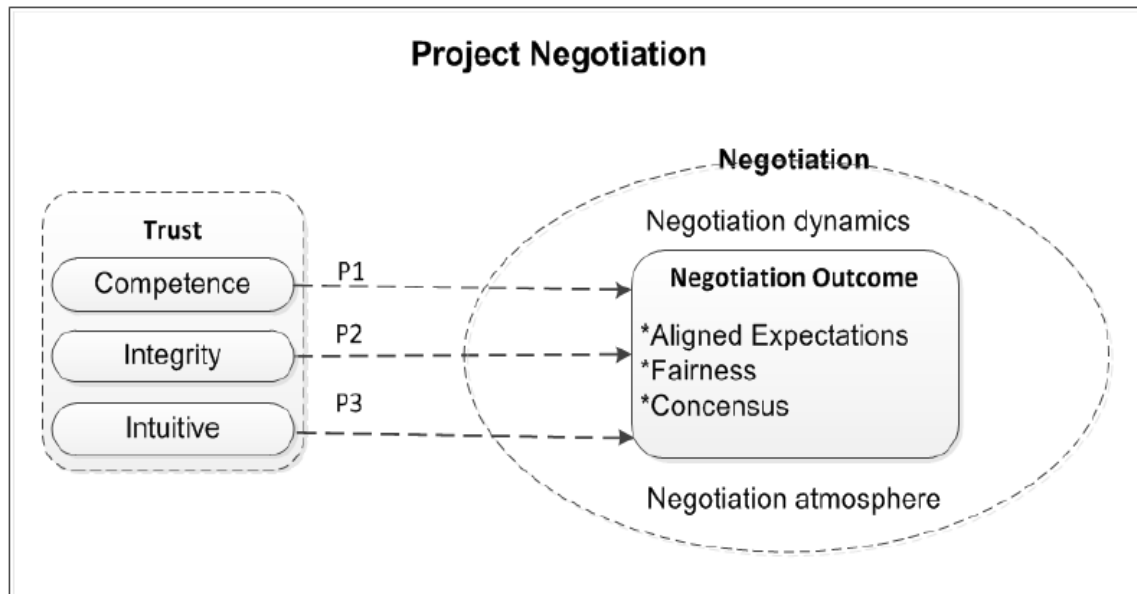 Project Negotiation
Negotiation
Negotiation dynamics
Trust
Competence
Integrity
Intuitive
P1
P2
P3
Negotiation Outcome
*Aligned Expectations
*Fairness
*Concensus
Negotiation atmosphere